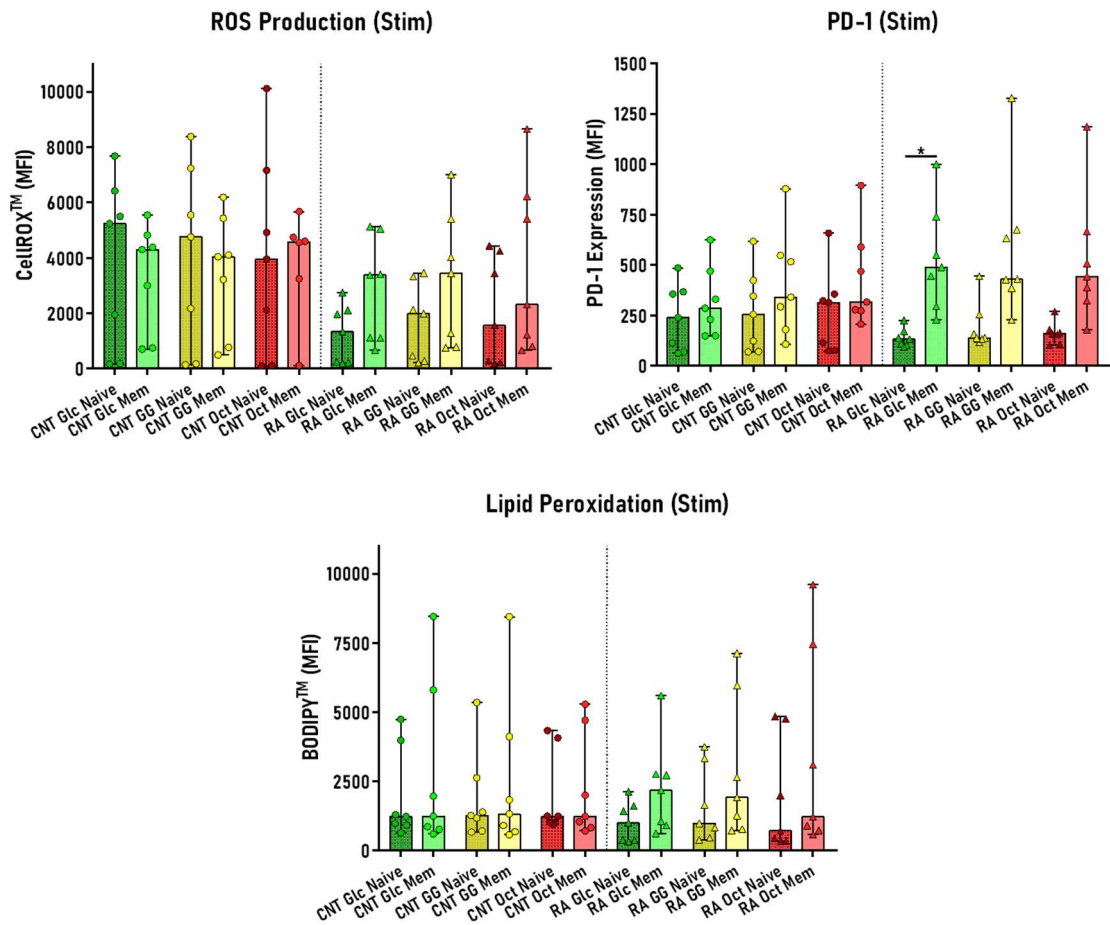 ROS Production (Stim)
CellROX™ (MFI)
10000
8000
6000
4000
2000
0
CNT Glc Naive
CNT Glc Mem
CNT GG Naive
CNT GG Mem
CNT Oct Naive
CNT Oct Mem
RA Glc Naive
RA Glc Mem
RA GG Naive
RA GG Mem
RA Oct Naive
RA Oct Mem
PD-1 (Stim)
PD-1 Expression (MFI)
1500
1250
1000
750
500
250
0
*
CNT Glc Naive
CNT Glc Mem
CNT GG Naive
CNT GG Mem
CNT Oct Naive
CNT Oct Mem
RA Glc Naive
RA Glc Mem
RA GG Naive
RA GG Mem
RA Oct Naive
RA Oct Mem
Lipid Peroxidation (Stim)
BODIPY™ (MFI)
10000
7500
5000
2500
0
CNT Glc Naive
CNT Glc Mem
CNT GG Naive
CNT GG Mem
CNT Oct Naive
CNT Oct Mem
RA Glc Naive
RA Glc Mem
RA GG Naive
RA GG Mem
RA Oct Naive
RA Oct Mem